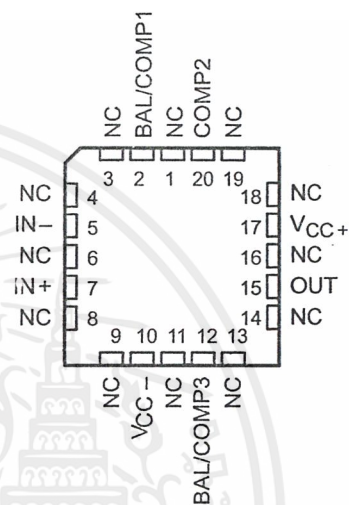 NC
BAL/COMP1
NC
COMP2
NC
3 2 1 20 19
NC 4
IN− 5
NC 6
IN+ 7
NC 8
18 NC
17 VCC+
16 NC
15 OUT
14 NC
9 10 11 12 13
NC
VCC −
NC
BAL/COMP3
NC